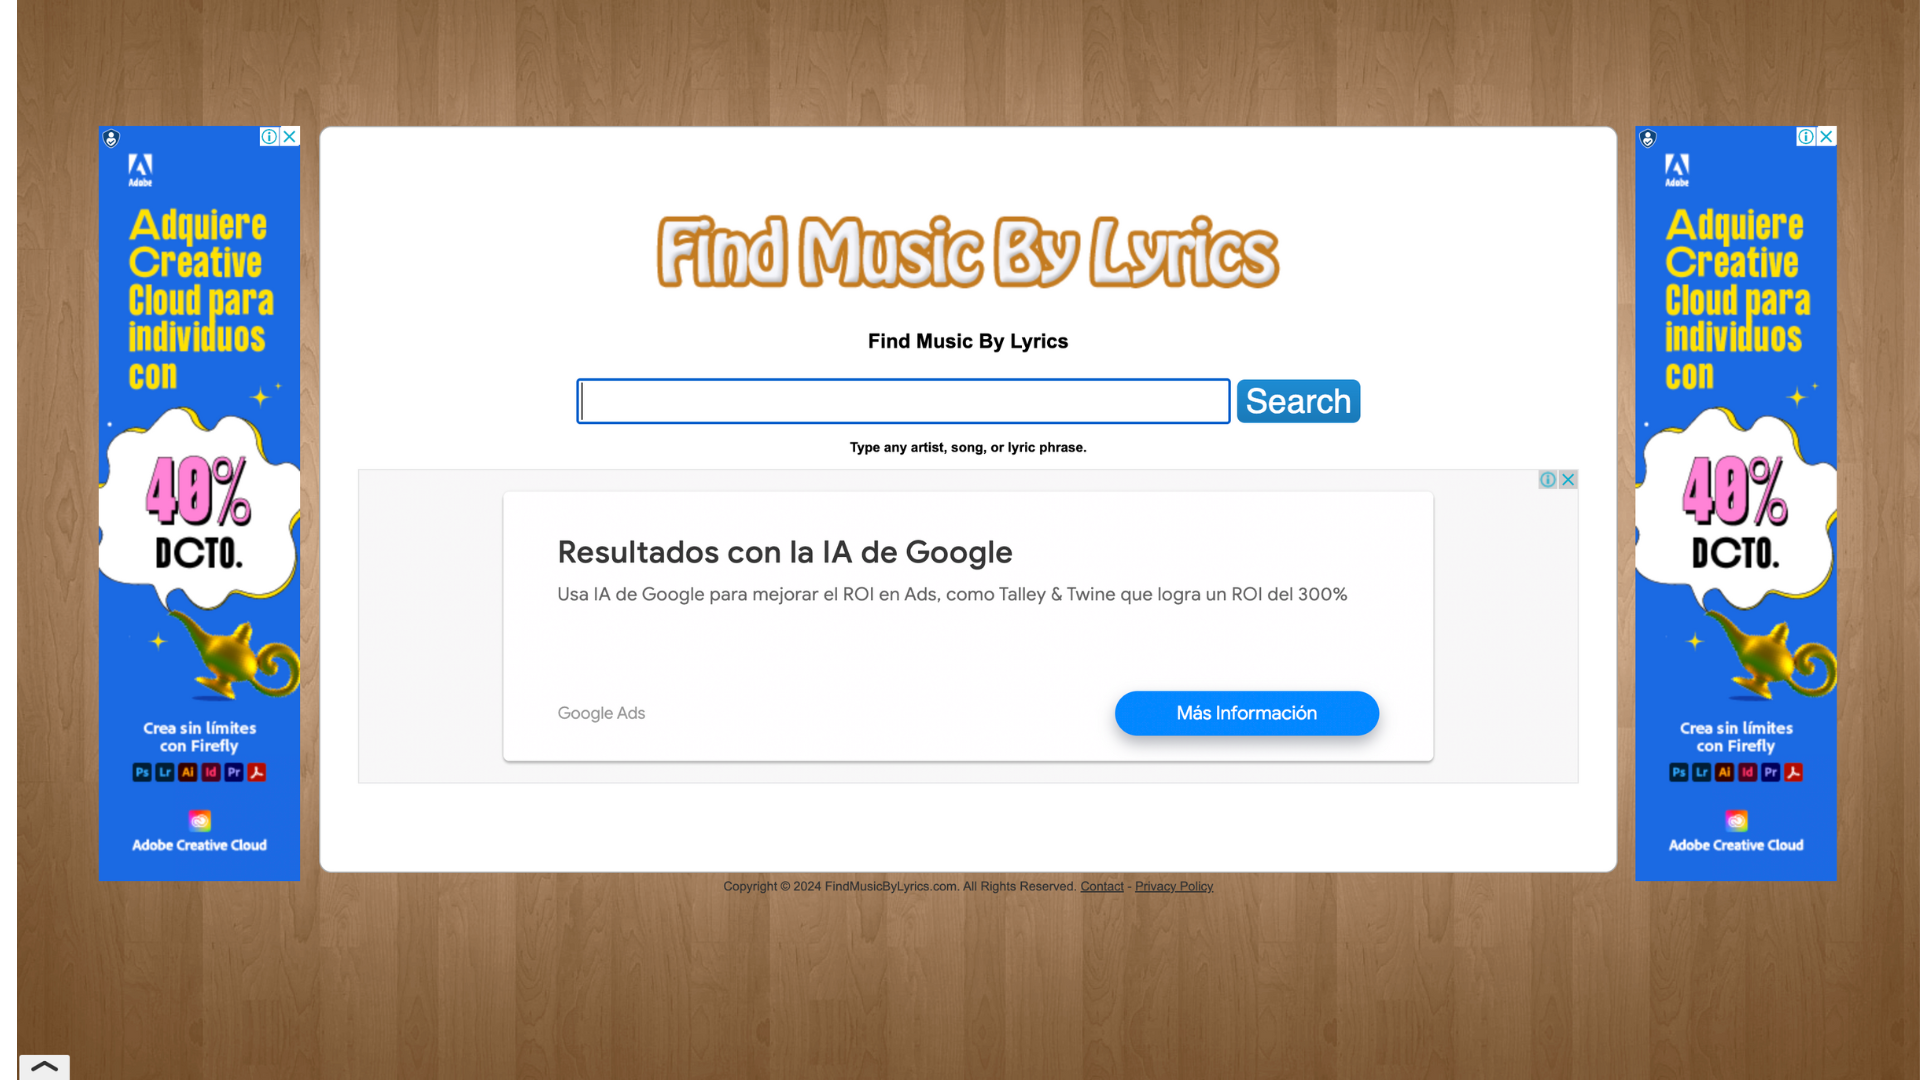 Adobe
Adquiere
Creative
Cloud para
individuos
con
40%
DCTO.
Crea sin límites
con Firefly
Ps Lr Ai Id Pr
Adobe Creative Cloud
Find Music By Lyrics
Find Music By Lyrics
Search
Type any artist, song, or lyric phrase.
Resultados con la IA de Google
Usa IA de Google para mejorar el ROI en Ads, como Talley & Twine que logra un ROI del 300%
Google Ads
Más Información
Copyright © 2024 FindMusicByLyrics.com. All Rights Reserved. Contact - Privacy Policy
Adobe
Adquiere
Creative
Cloud para
individuos
con
40%
DCTO.
Crea sin límites
con Firefly
Ps Lr Ai Id Pr
Adobe Creative Cloud